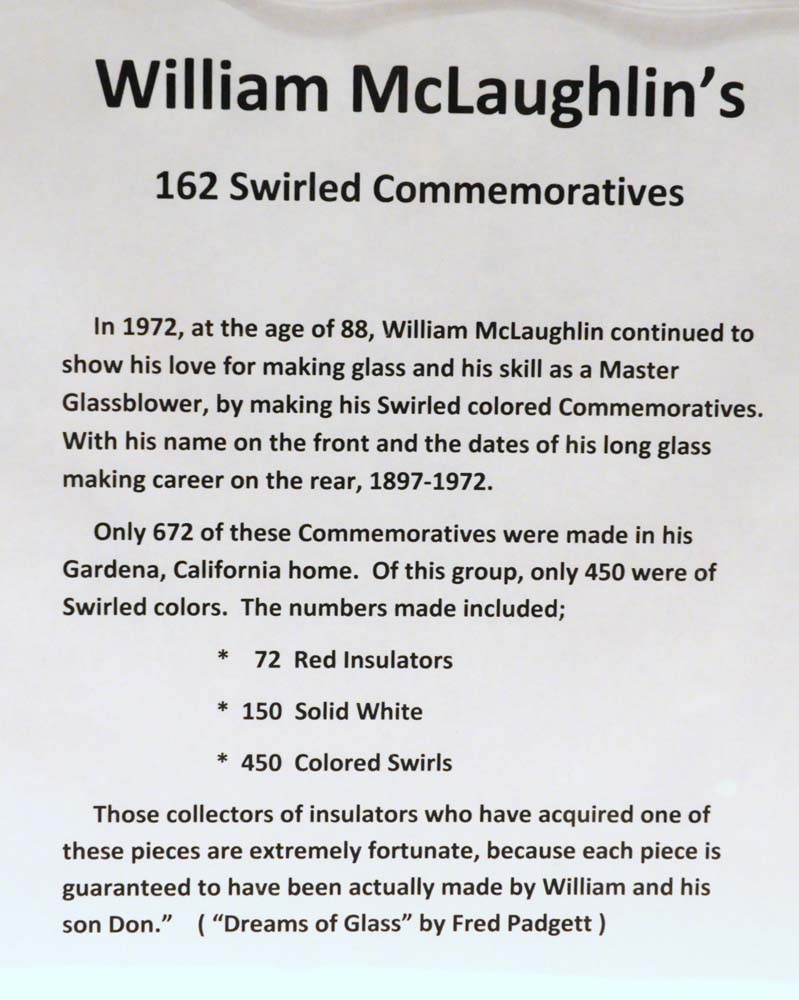 William McLaughlin’s
162 Swirled Commemoratives
In 1972, at the age of 88, William McLaughlin continued to
show his love for making glass and his skill as a Master
Glassblower, by making his Swirled colored Commemoratives.
With his name on the front and the dates of his long glass
making career on the rear, 1897-1972.
Only 672 of these Commemoratives were made in his
Gardena, California home.  Of this group, only 450 were of
Swirled colors.  The numbers made included;
*   72  Red Insulators
*  150  Solid White
*  450  Colored Swirls
Those collectors of insulators who have acquired one of
these pieces are extremely fortunate, because each piece is
guaranteed to have been actually made by William and his
son Don.”   ( “Dreams of Glass” by Fred Padgett )